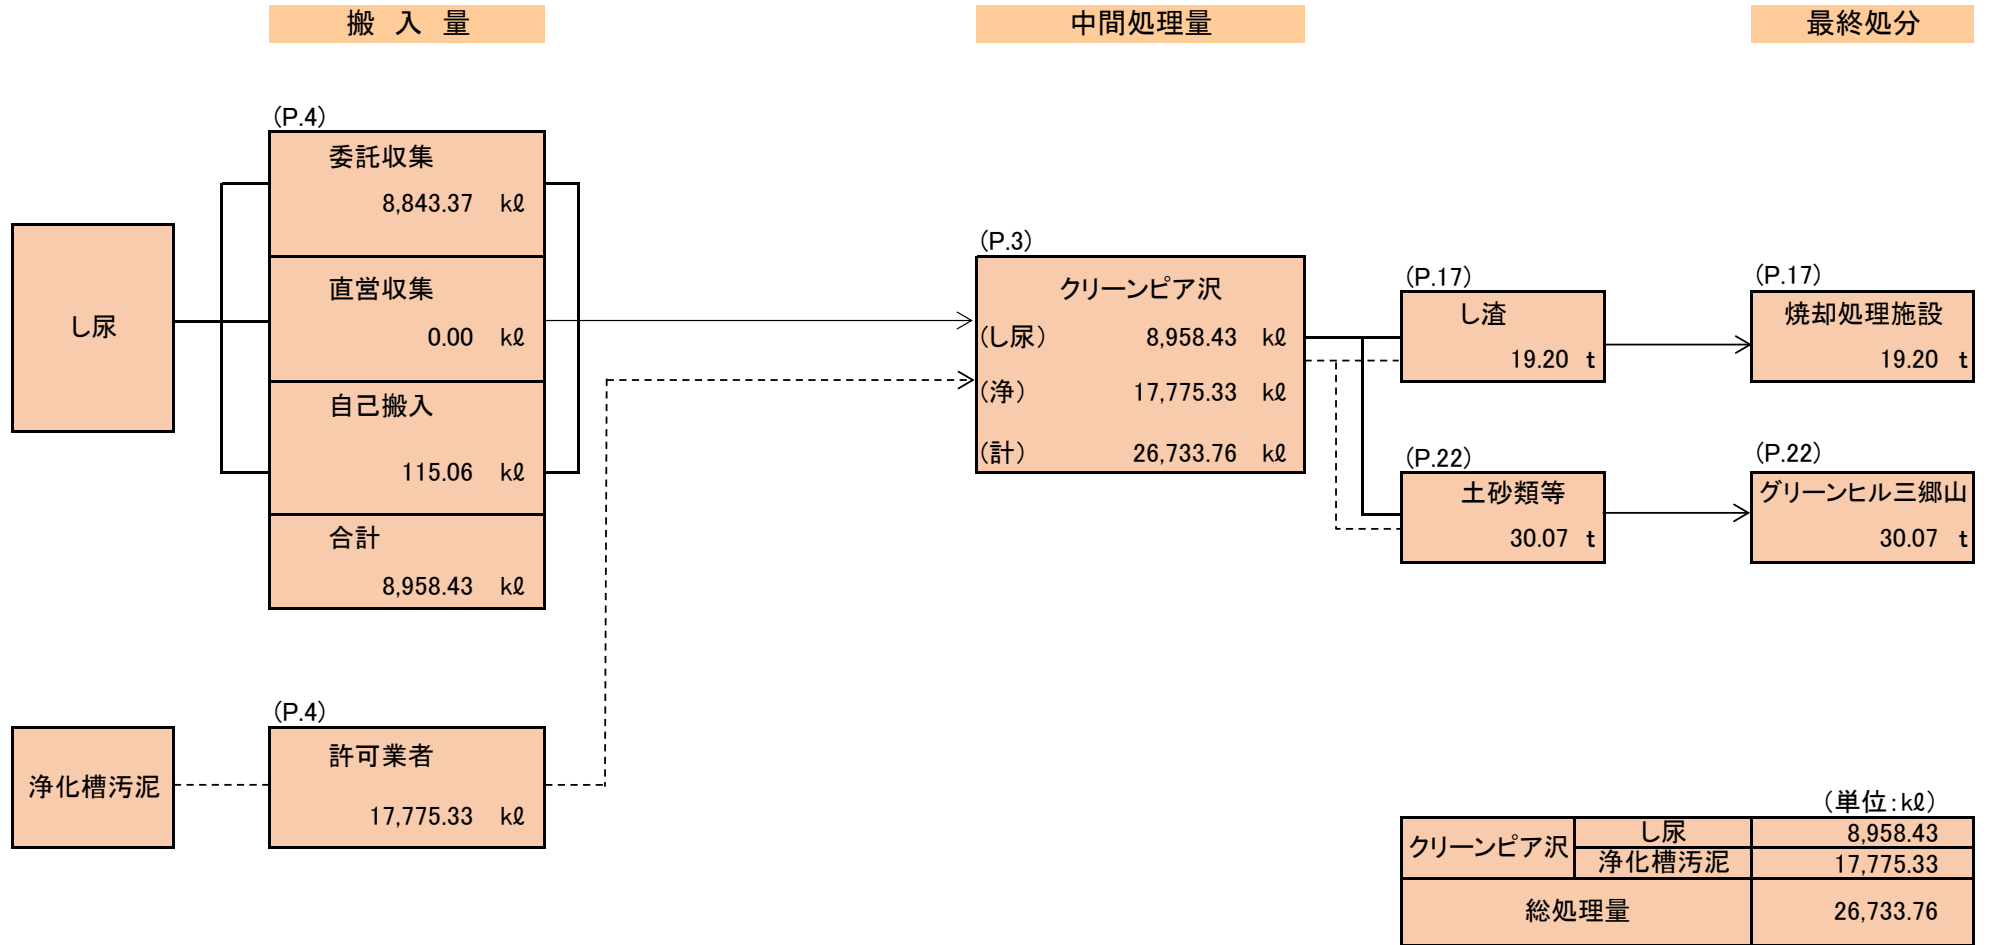 搬 入 量
中間処理量
最終処分
(P.4)
委託収集
8,843.37 kℓ
直営収集
0.00 kℓ
自己搬入
115.06 kℓ
合計
8,958.43 kℓ
し尿
(P.3)
クリーンピア沢
(し尿) 8,958.43 kℓ
(浄) 17,775.33 kℓ
(計) 26,733.76 kℓ
(P.17)
し渣
19.20 t
(P.17)
焼却処理施設
19.20 t
(P.22)
土砂類等
30.07 t
(P.22)
グリーンヒル三郷山
30.07 t
浄化槽汚泥
(P.4)
許可業者
17,775.33 kℓ
(単位:kℓ)
クリーンピア沢
し尿 8,958.43
浄化槽汚泥 17,775.33
総処理量 26,733.76